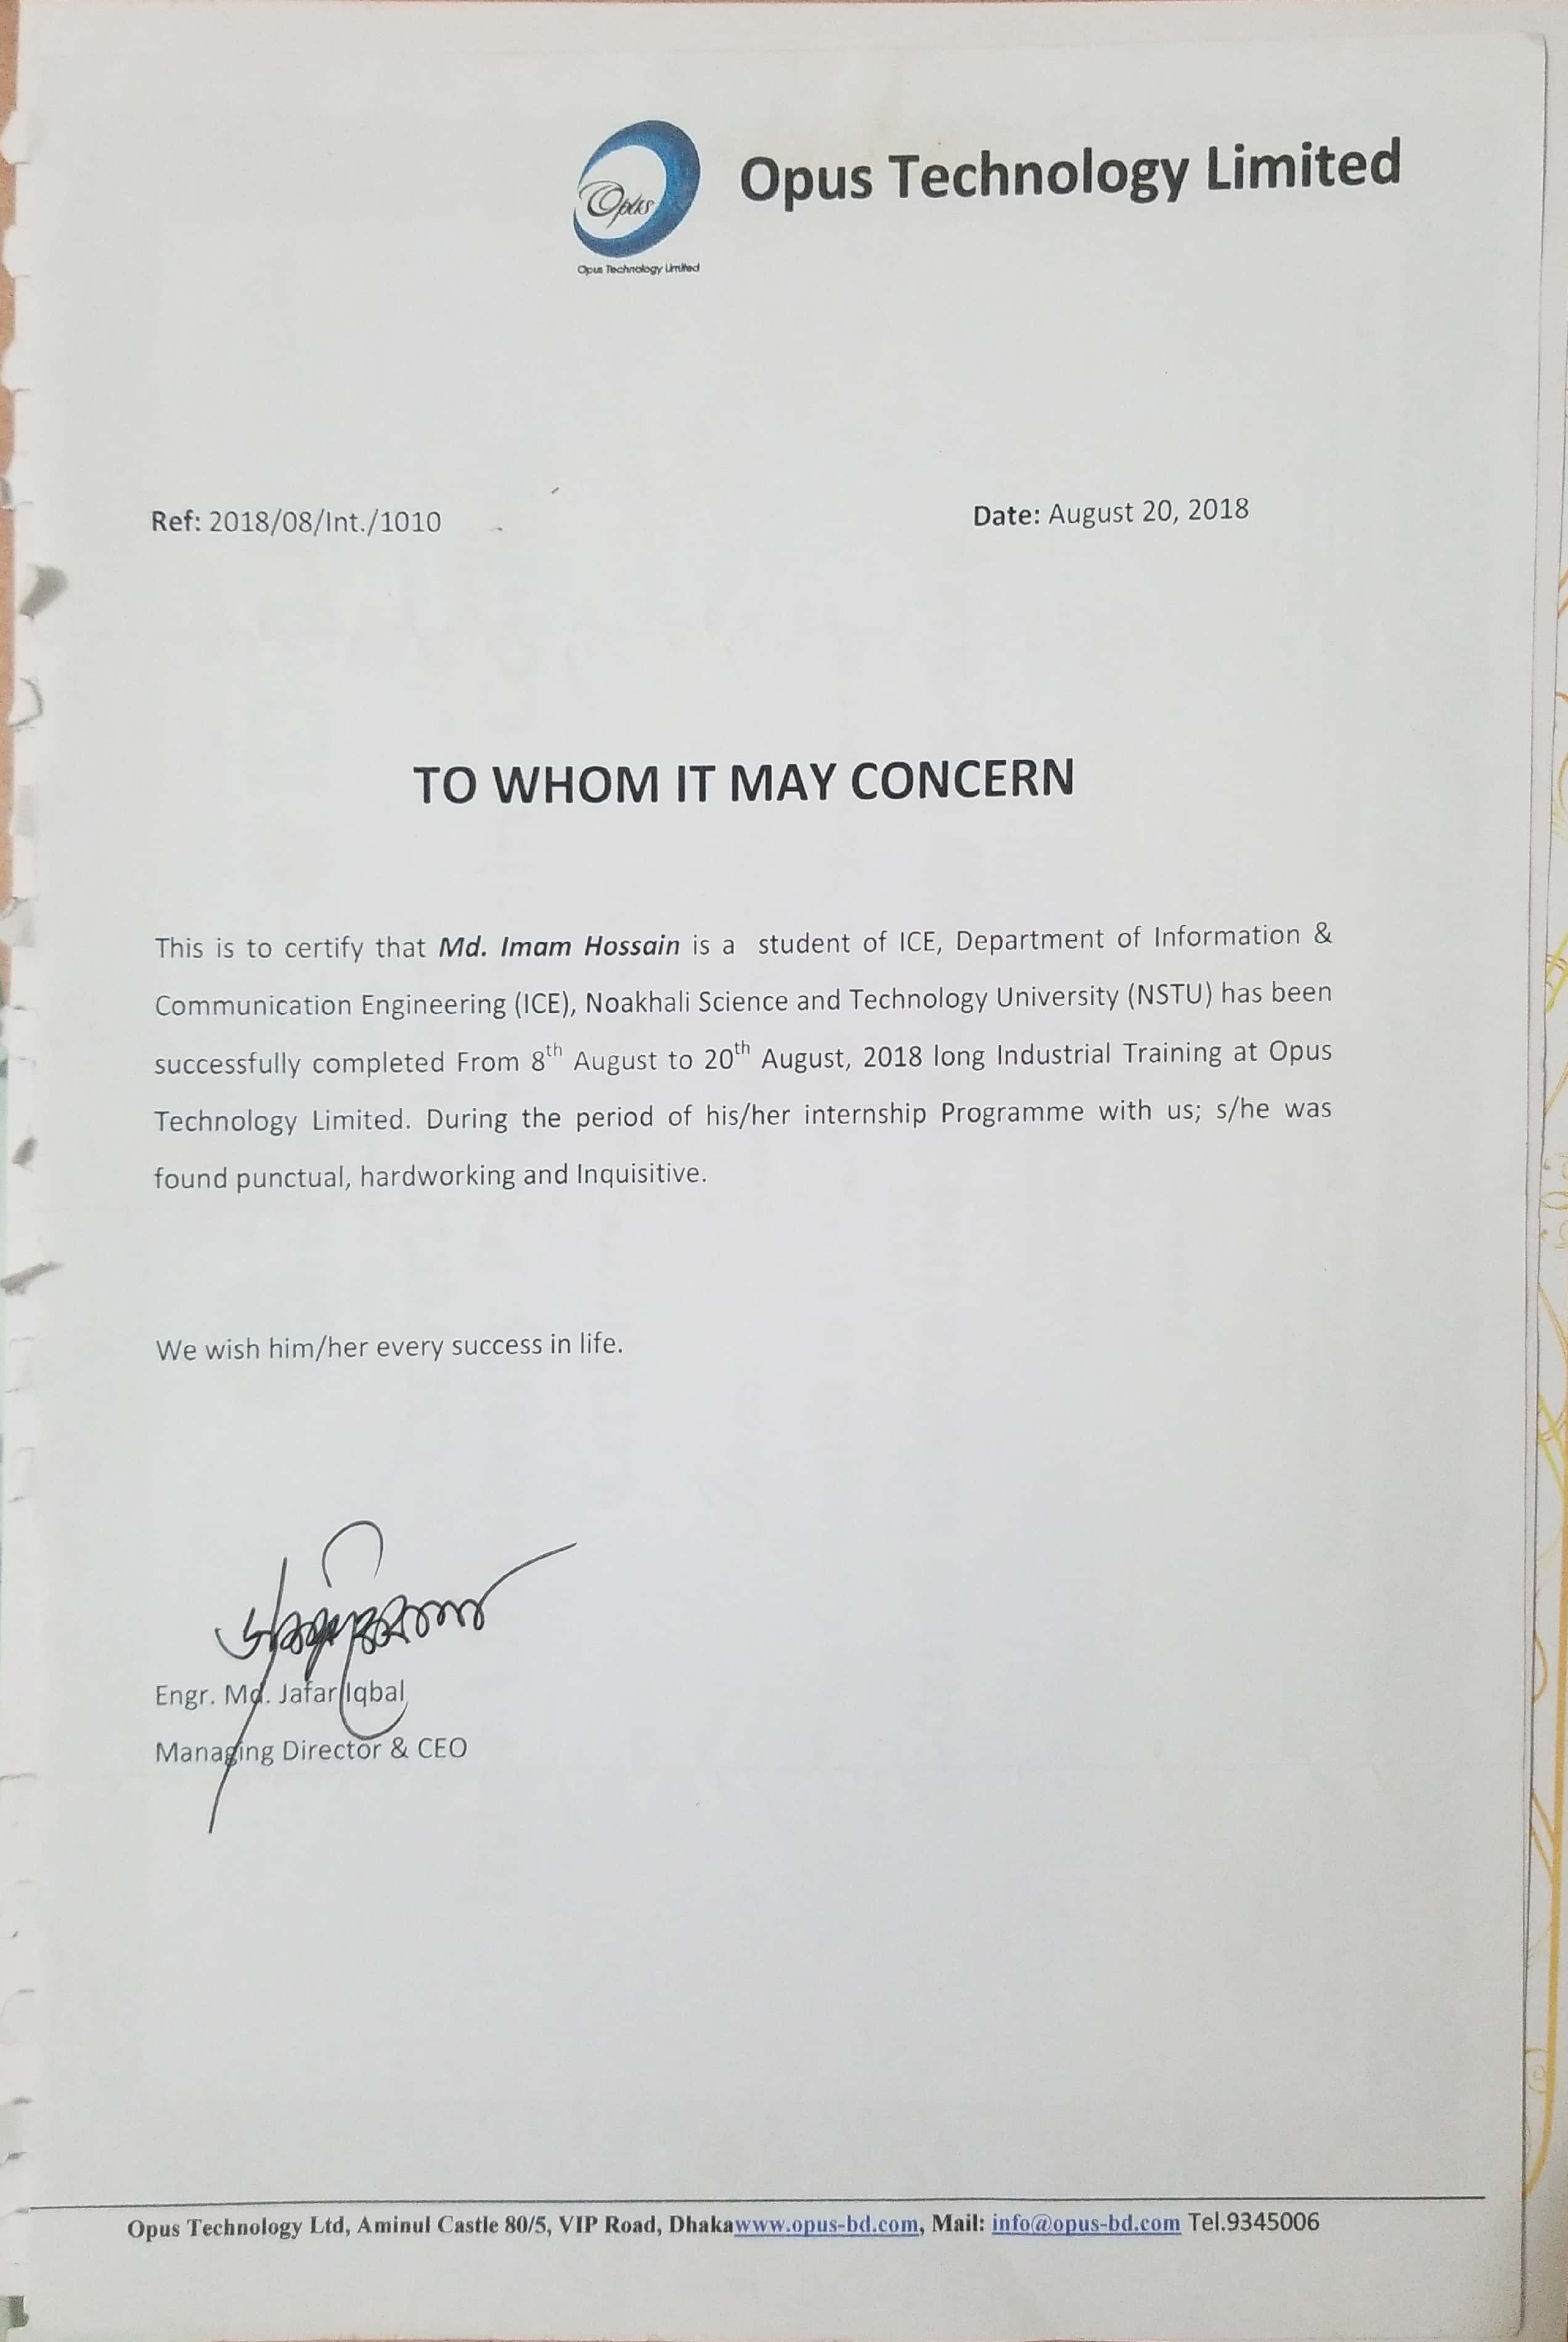 Opus
Opus Technology Limited
Opus Technology Limited
Ref: 2018/08/Int./1010
Date: August 20, 2018
TO WHOM IT MAY CONCERN
This is to certify that Md. Imam Hossain is a student of ICE, Department of Information &
Communication Engineering (ICE), Noakhali Science and Technology University (NSTU) has been
successfully completed From 8th August to 20th August, 2018 long Industrial Training at Opus
Technology Limited. During the period of his/her internship Programme with us; s/he was
found punctual, hardworking and Inquisitive.
We wish him/her every success in life.
Engr. Md. Jafar Iqbal
Managing Director & CEO
Opus Technology Ltd, Aminul Castle 80/5, VIP Road, Dhakawww.opus-bd.com, Mail: info@opus-bd.com Tel.9345006